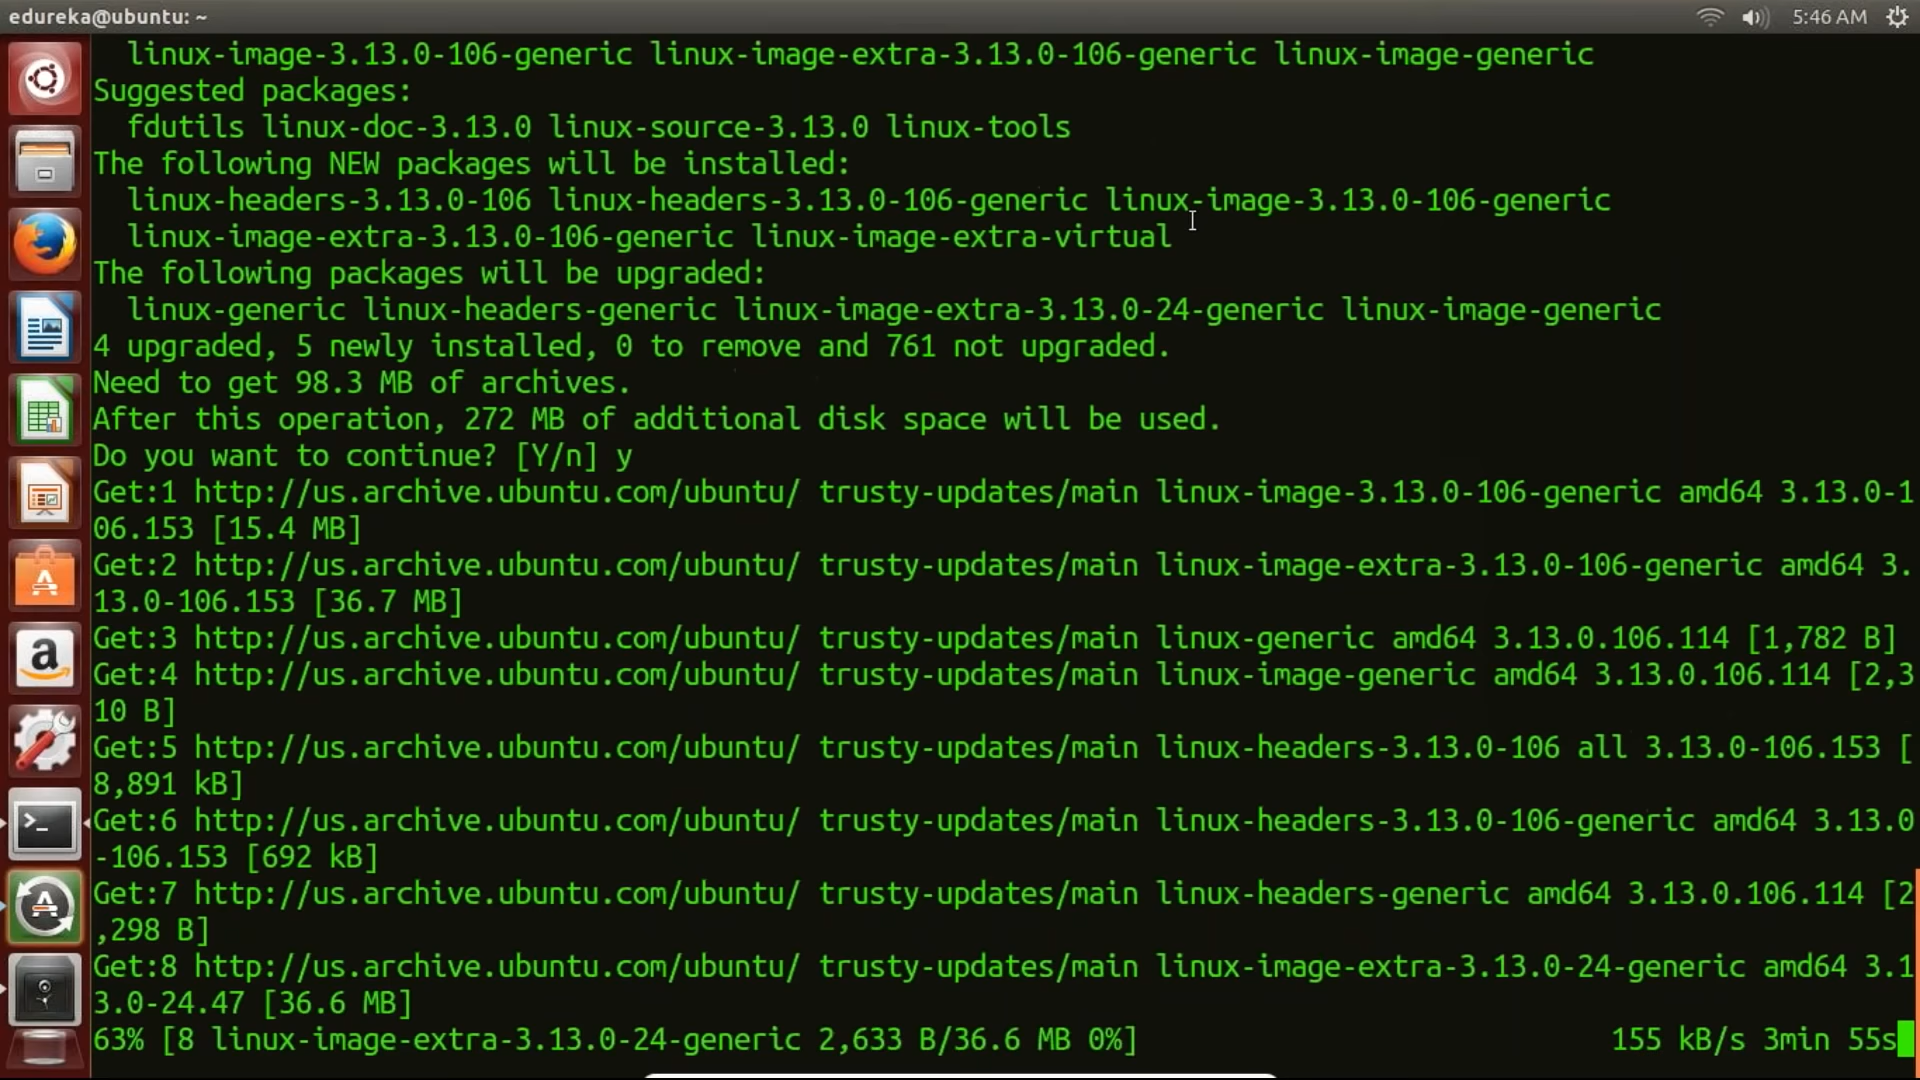 edureka@ubuntu: ~
5:46 AM
linux-image-3.13.0-106-generic linux-image-extra-3.13.0-106-generic linux-image-generic
Suggested packages:
fdutils linux-doc-3.13.0 linux-source-3.13.0 linux-tools
The following NEW packages will be installed:
linux-headers-3.13.0-106 linux-headers-3.13.0-106-generic linux-image-3.13.0-106-generic
linux-image-extra-3.13.0-106-generic linux-image-extra-virtual
The following packages will be upgraded:
linux-generic linux-headers-generic linux-image-extra-3.13.0-24-generic linux-image-generic
4 upgraded, 5 newly installed, 0 to remove and 761 not upgraded.
Need to get 98.3 MB of archives.
After this operation, 272 MB of additional disk space will be used.
Do you want to continue? [Y/n] y
Get:1 http://us.archive.ubuntu.com/ubuntu/ trusty-updates/main linux-image-3.13.0-106-generic amd64 3.13.0-1
06.153 [15.4 MB]
Get:2 http://us.archive.ubuntu.com/ubuntu/ trusty-updates/main linux-image-extra-3.13.0-106-generic amd64 3.
13.0-106.153 [36.7 MB]
Get:3 http://us.archive.ubuntu.com/ubuntu/ trusty-updates/main linux-generic amd64 3.13.0.106.114 [1,782 B]
Get:4 http://us.archive.ubuntu.com/ubuntu/ trusty-updates/main linux-image-generic amd64 3.13.0.106.114 [2,3
10 B]
Get:5 http://us.archive.ubuntu.com/ubuntu/ trusty-updates/main linux-headers-3.13.0-106 all 3.13.0-106.153 [
8,891 kB]
Get:6 http://us.archive.ubuntu.com/ubuntu/ trusty-updates/main linux-headers-3.13.0-106-generic amd64 3.13.0
-106.153 [692 kB]
Get:7 http://us.archive.ubuntu.com/ubuntu/ trusty-updates/main linux-headers-generic amd64 3.13.0.106.114 [2
,298 B]
Get:8 http://us.archive.ubuntu.com/ubuntu/ trusty-updates/main linux-image-extra-3.13.0-24-generic amd64 3.1
3.0-24.47 [36.6 MB]
63% [8 linux-image-extra-3.13.0-24-generic 2,633 B/36.6 MB 0%] 155 kB/s 3min 55s